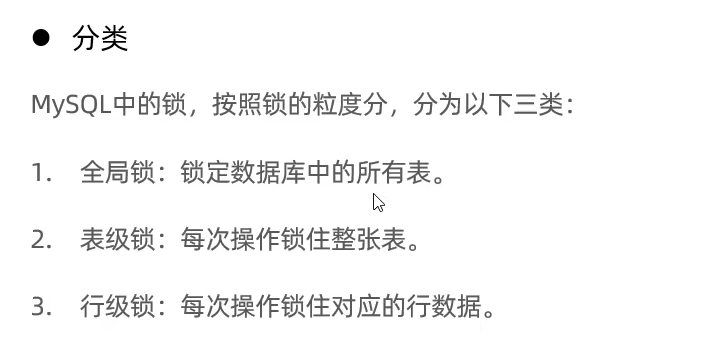 ● 分类
MySQL中的锁，按照锁的粒度分，分为以下三类：
1. 全局锁：锁定数据库中的所有表。
2. 表级锁：每次操作锁住整张表。
3. 行级锁：每次操作锁住对应的行数据。